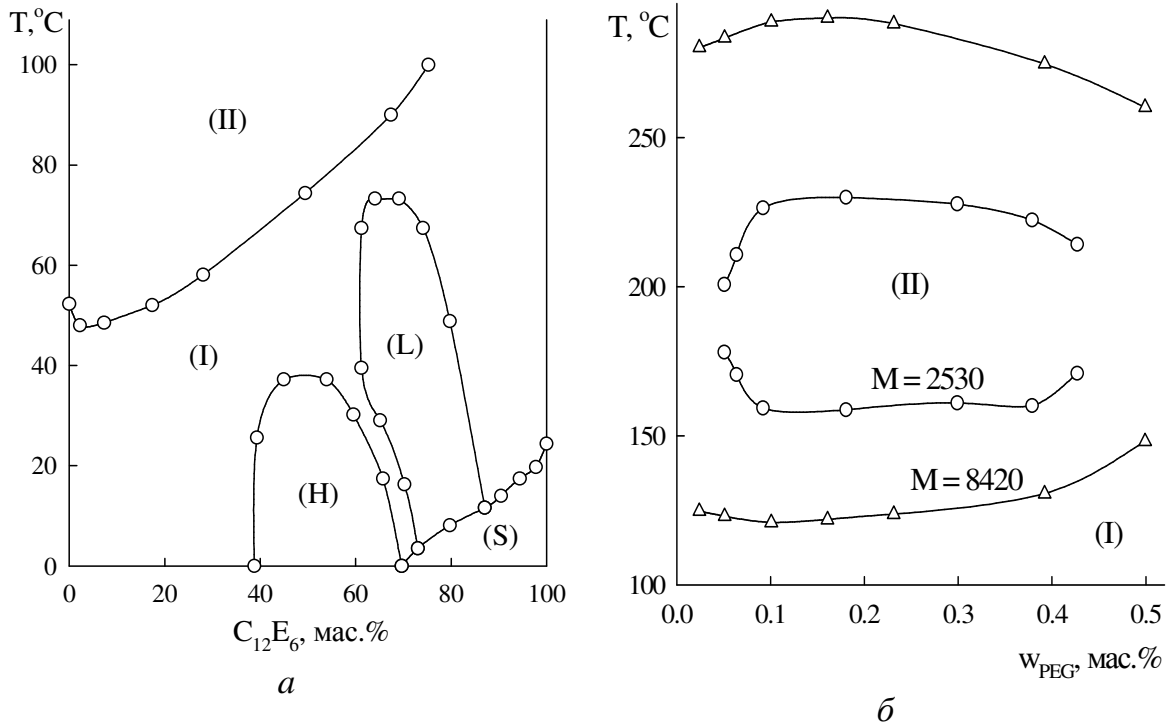 T, °C
100
80
60
40
20
0
(II)
(I)
(L)
(H)
(S)
0 20 40 60 80 100
C₁₂E₆, мас.%
а
T, °C
250
200
150
100
(II)
M = 2530
M = 8420
(I)
0.0 0.1 0.2 0.3 0.4 0.5
w_PEG, мас.%
б